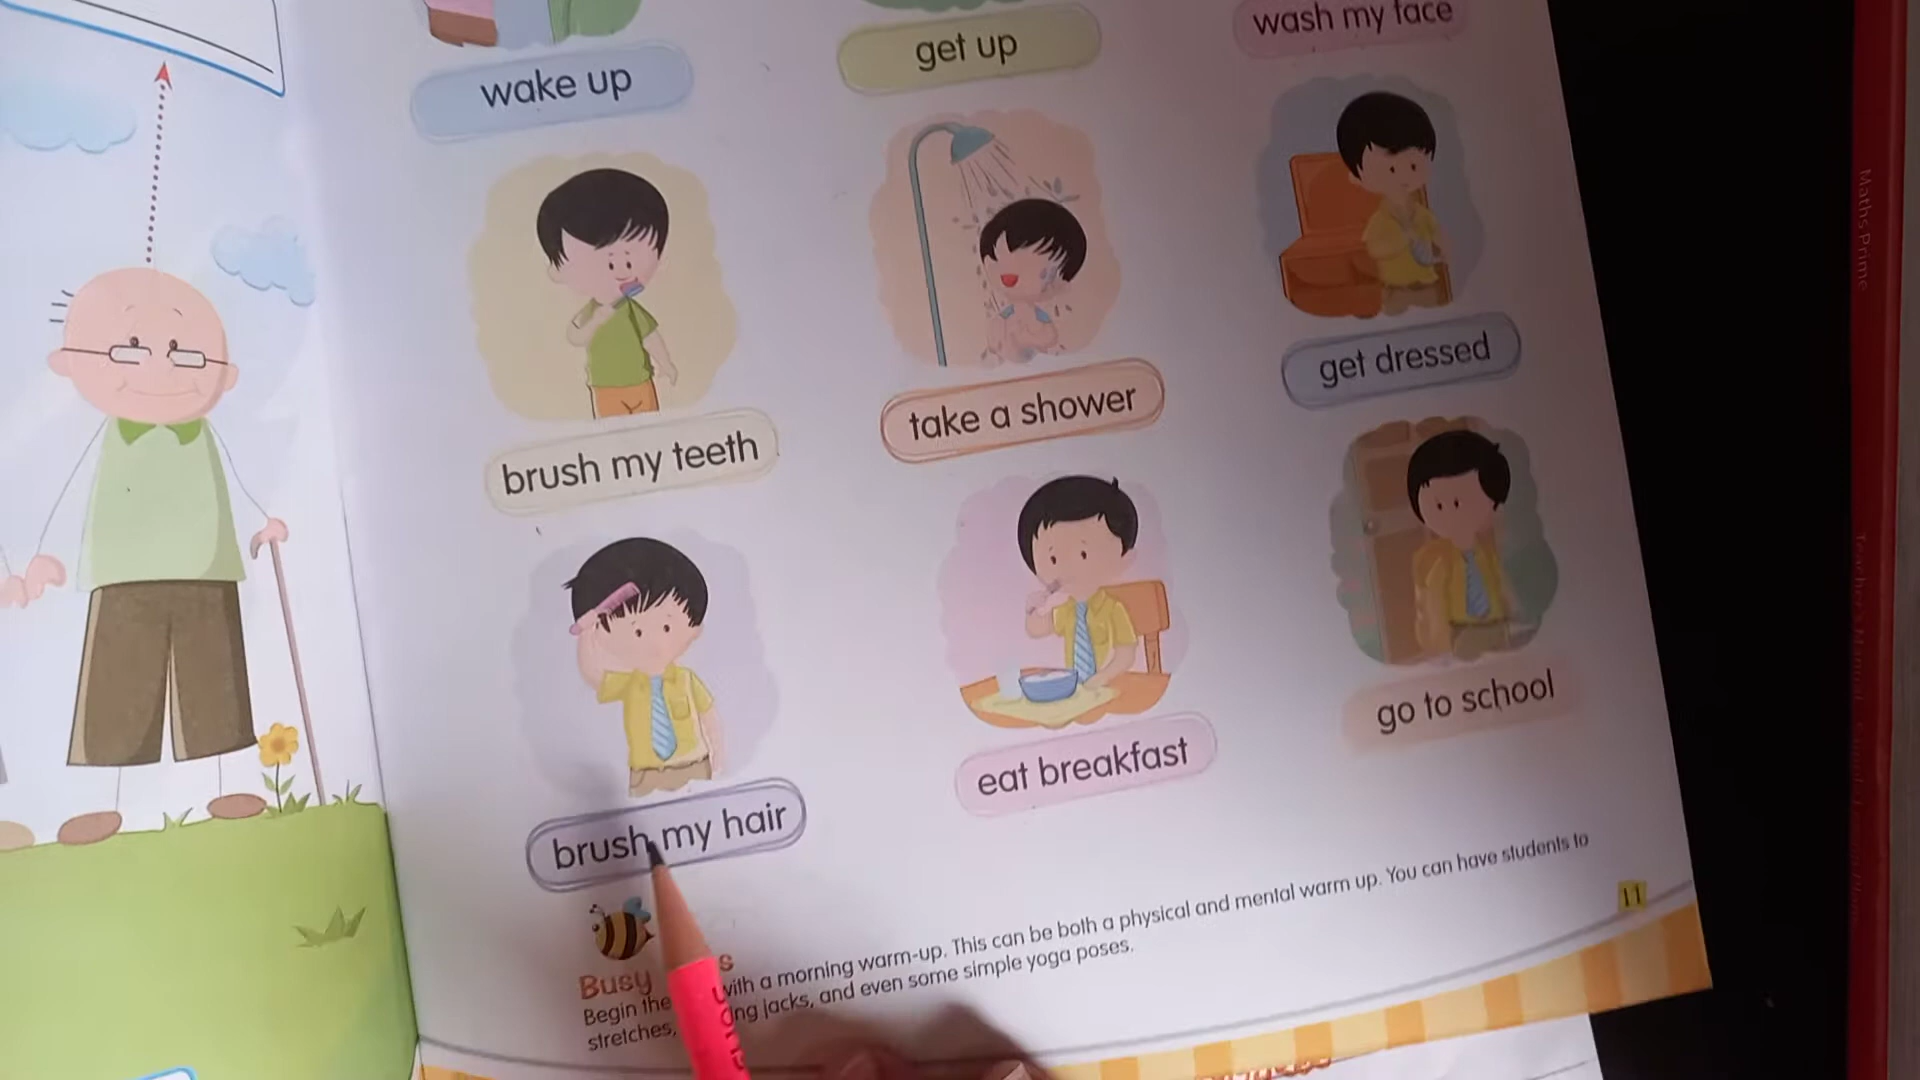 wake up
get up
wash my face
brush my teeth
take a shower
get dressed
brush my hair
eat breakfast
go to school
Busy
Begin the with a morning warm-up. This can be both a physical and mental warm up. You can have students to
stretches, jacks, and even some simple yoga poses.
11
Maths Prime